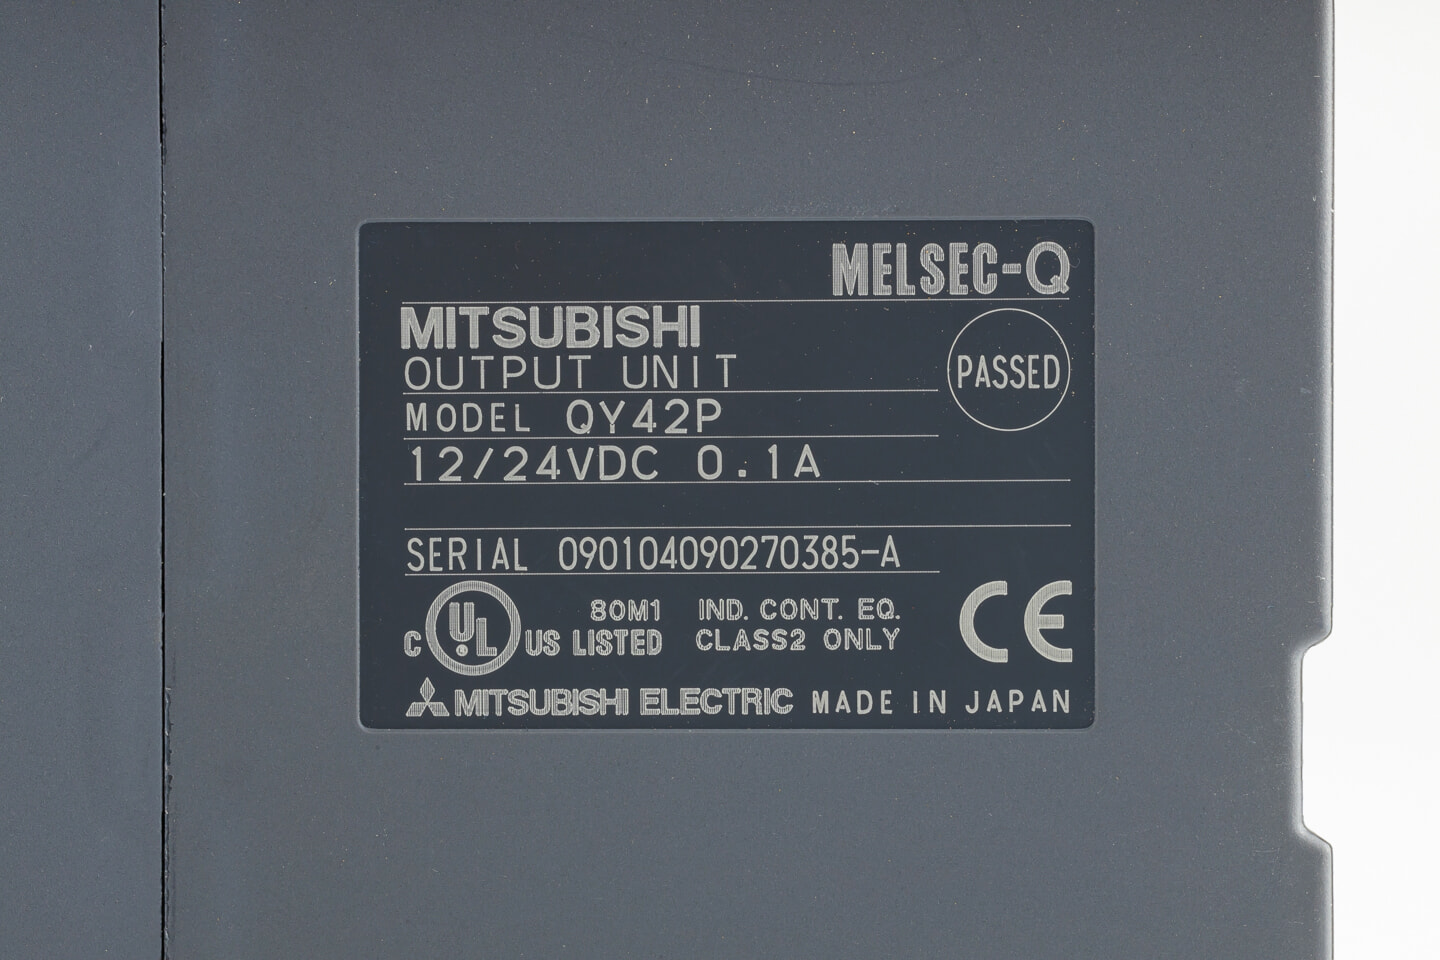 MELSEC-Q
MITSUBISHI
OUTPUT UNIT
PASSED
MODEL QY42P
12/24VDC 0.1A
SERIAL 090104090270385-A
C UL US LISTED 80M1 IND. CONT. EQ. CLASS2 ONLY CE
MITSUBISHI ELECTRIC MADE IN JAPAN